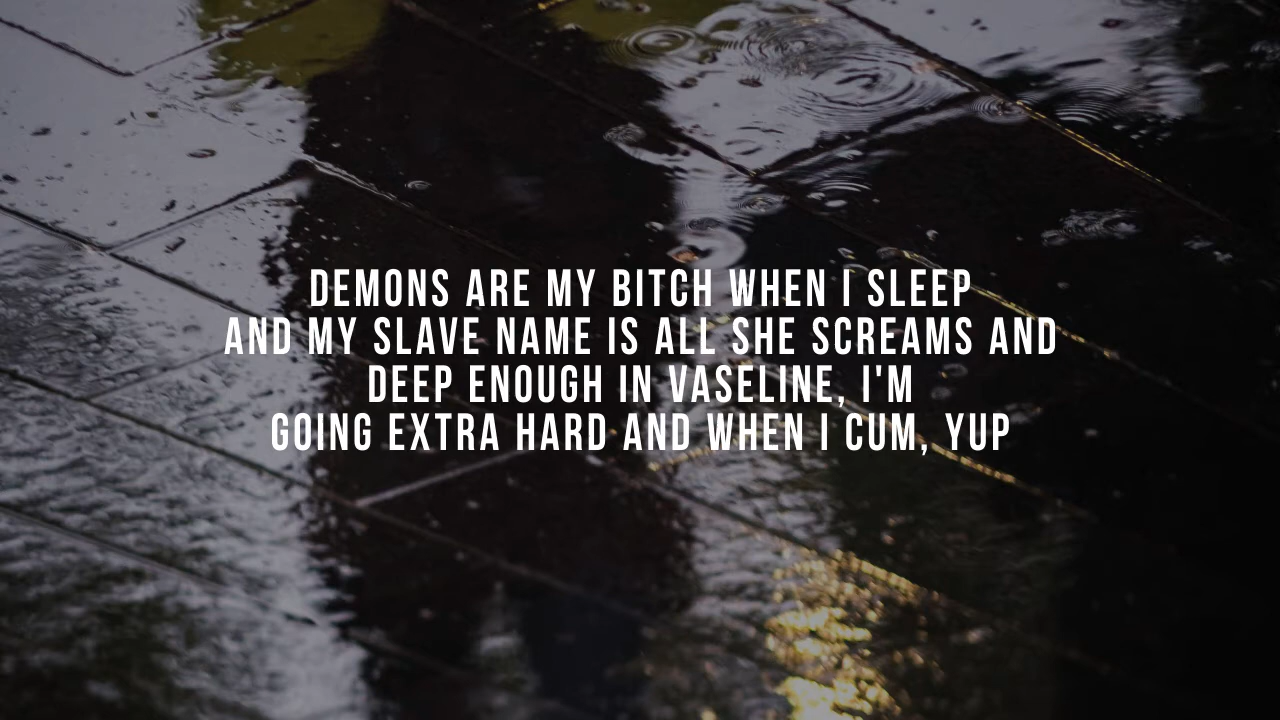 DEMONS ARE MY BITCH WHEN I SLEEP
AND MY SLAVE NAME IS ALL SHE SCREAMS AND
DEEP ENOUGH IN VASELINE, I'M
GOING EXTRA HARD AND WHEN I CUM, YUP